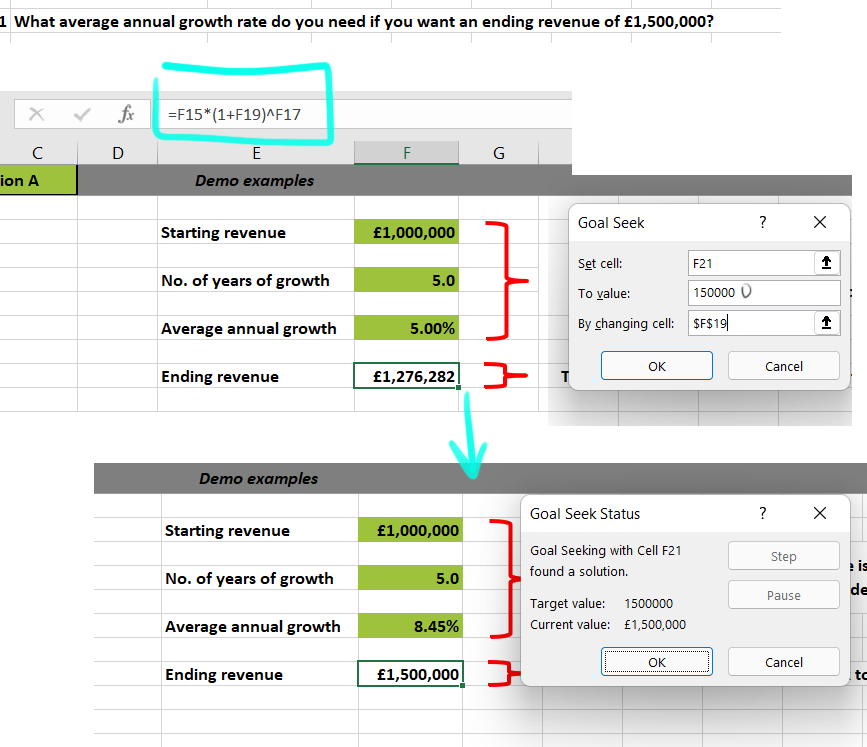 1 What average annual growth rate do you need if you want an ending revenue of £1,500,000?
fx =F15*(1+F19)^F17
C D E F G
ion A Demo examples
Starting revenue £1,000,000
No. of years of growth 5.0
Average annual growth 5.00%
Ending revenue £1,276,282 T
Goal Seek ? X
Set cell: F21
To value: 150000 0
By changing cell: $F$19
OK Cancel
Demo examples
Starting revenue £1,000,000
No. of years of growth 5.0
Average annual growth 8.45%
Ending revenue £1,500,000
Goal Seek Status ? X
Goal Seeking with Cell F21
found a solution.
Target value: 1500000
Current value: £1,500,000
Step
Pause
OK Cancel
is
de
to